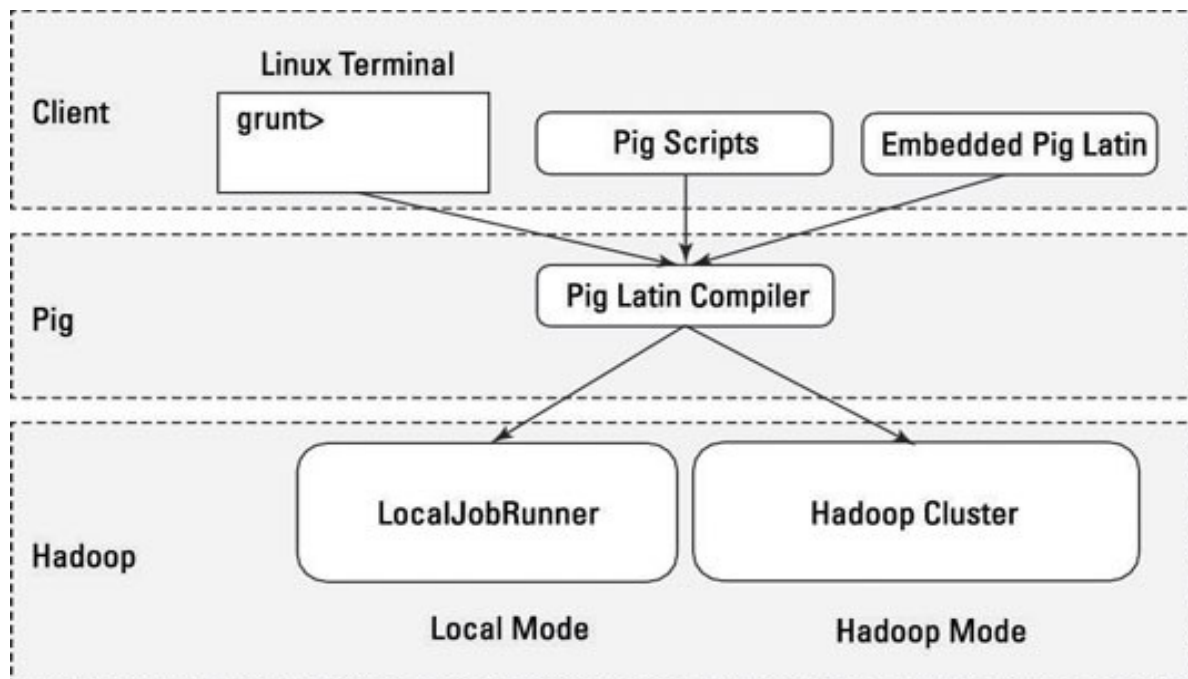 Linux Terminal
Client
grunt>
Pig Scripts
Embedded Pig Latin
Pig Latin Compiler
Pig
LocalJobRunner
Hadoop Cluster
Hadoop
Local Mode
Hadoop Mode